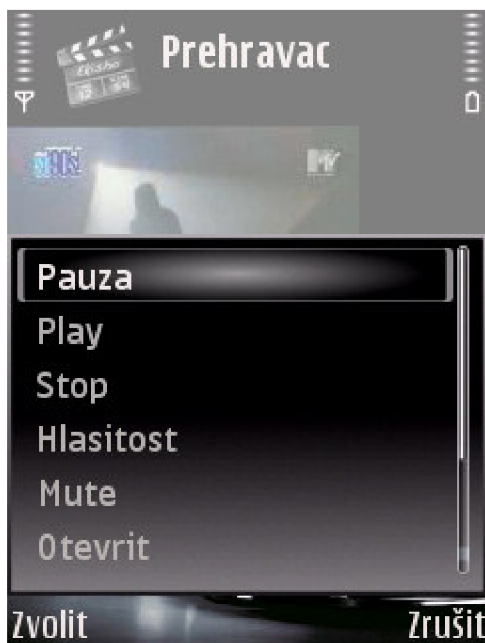 Prehravac
Pauza
Play
Stop
Hlasitost
Mute
Otevrit
Zvolit
Zrušit